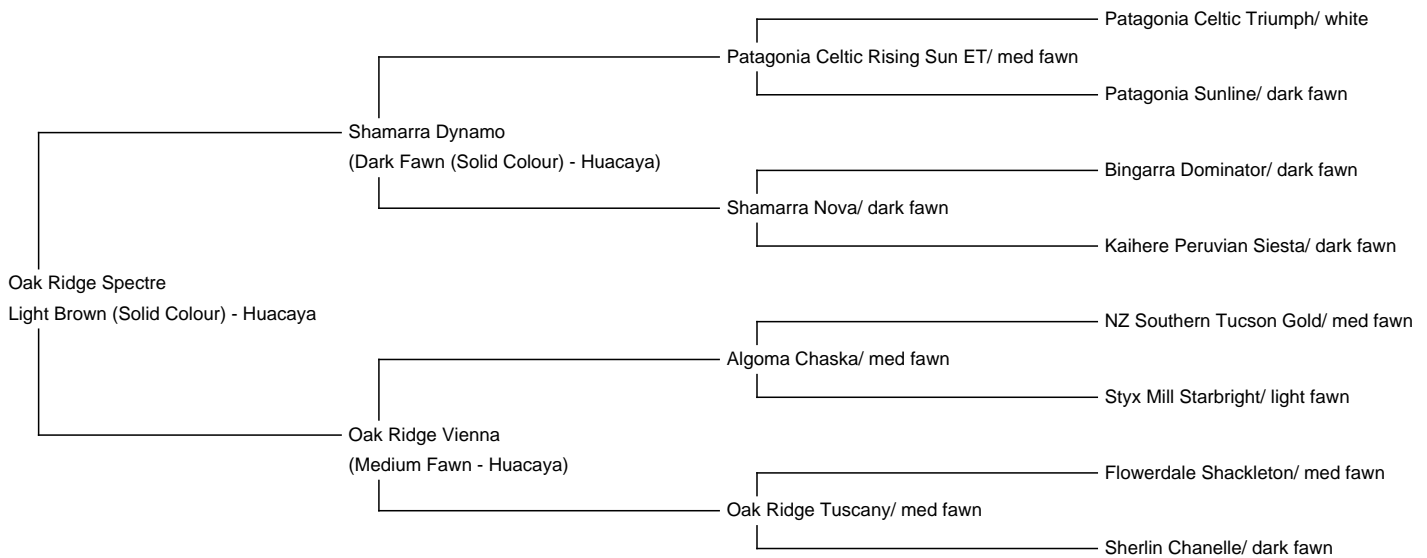 Patagonia Celtic Triumph/ white
Patagonia Celtic Rising Sun ET/ med fawn
Patagonia Sunline/ dark fawn
Shamarra Dynamo
(Dark Fawn (Solid Colour) - Huacaya)
Bingarra Dominator/ dark fawn
Shamarra Nova/ dark fawn
Kaihere Peruvian Siesta/ dark fawn
Oak Ridge Spectre
Light Brown (Solid Colour) - Huacaya
NZ Southern Tucson Gold/ med fawn
Algoma Chaska/ med fawn
Styx Mill Starbright/ light fawn
Oak Ridge Vienna
(Medium Fawn - Huacaya)
Flowerdale Shackleton/ med fawn
Oak Ridge Tuscany/ med fawn
Sherlin Chanelle/ dark fawn